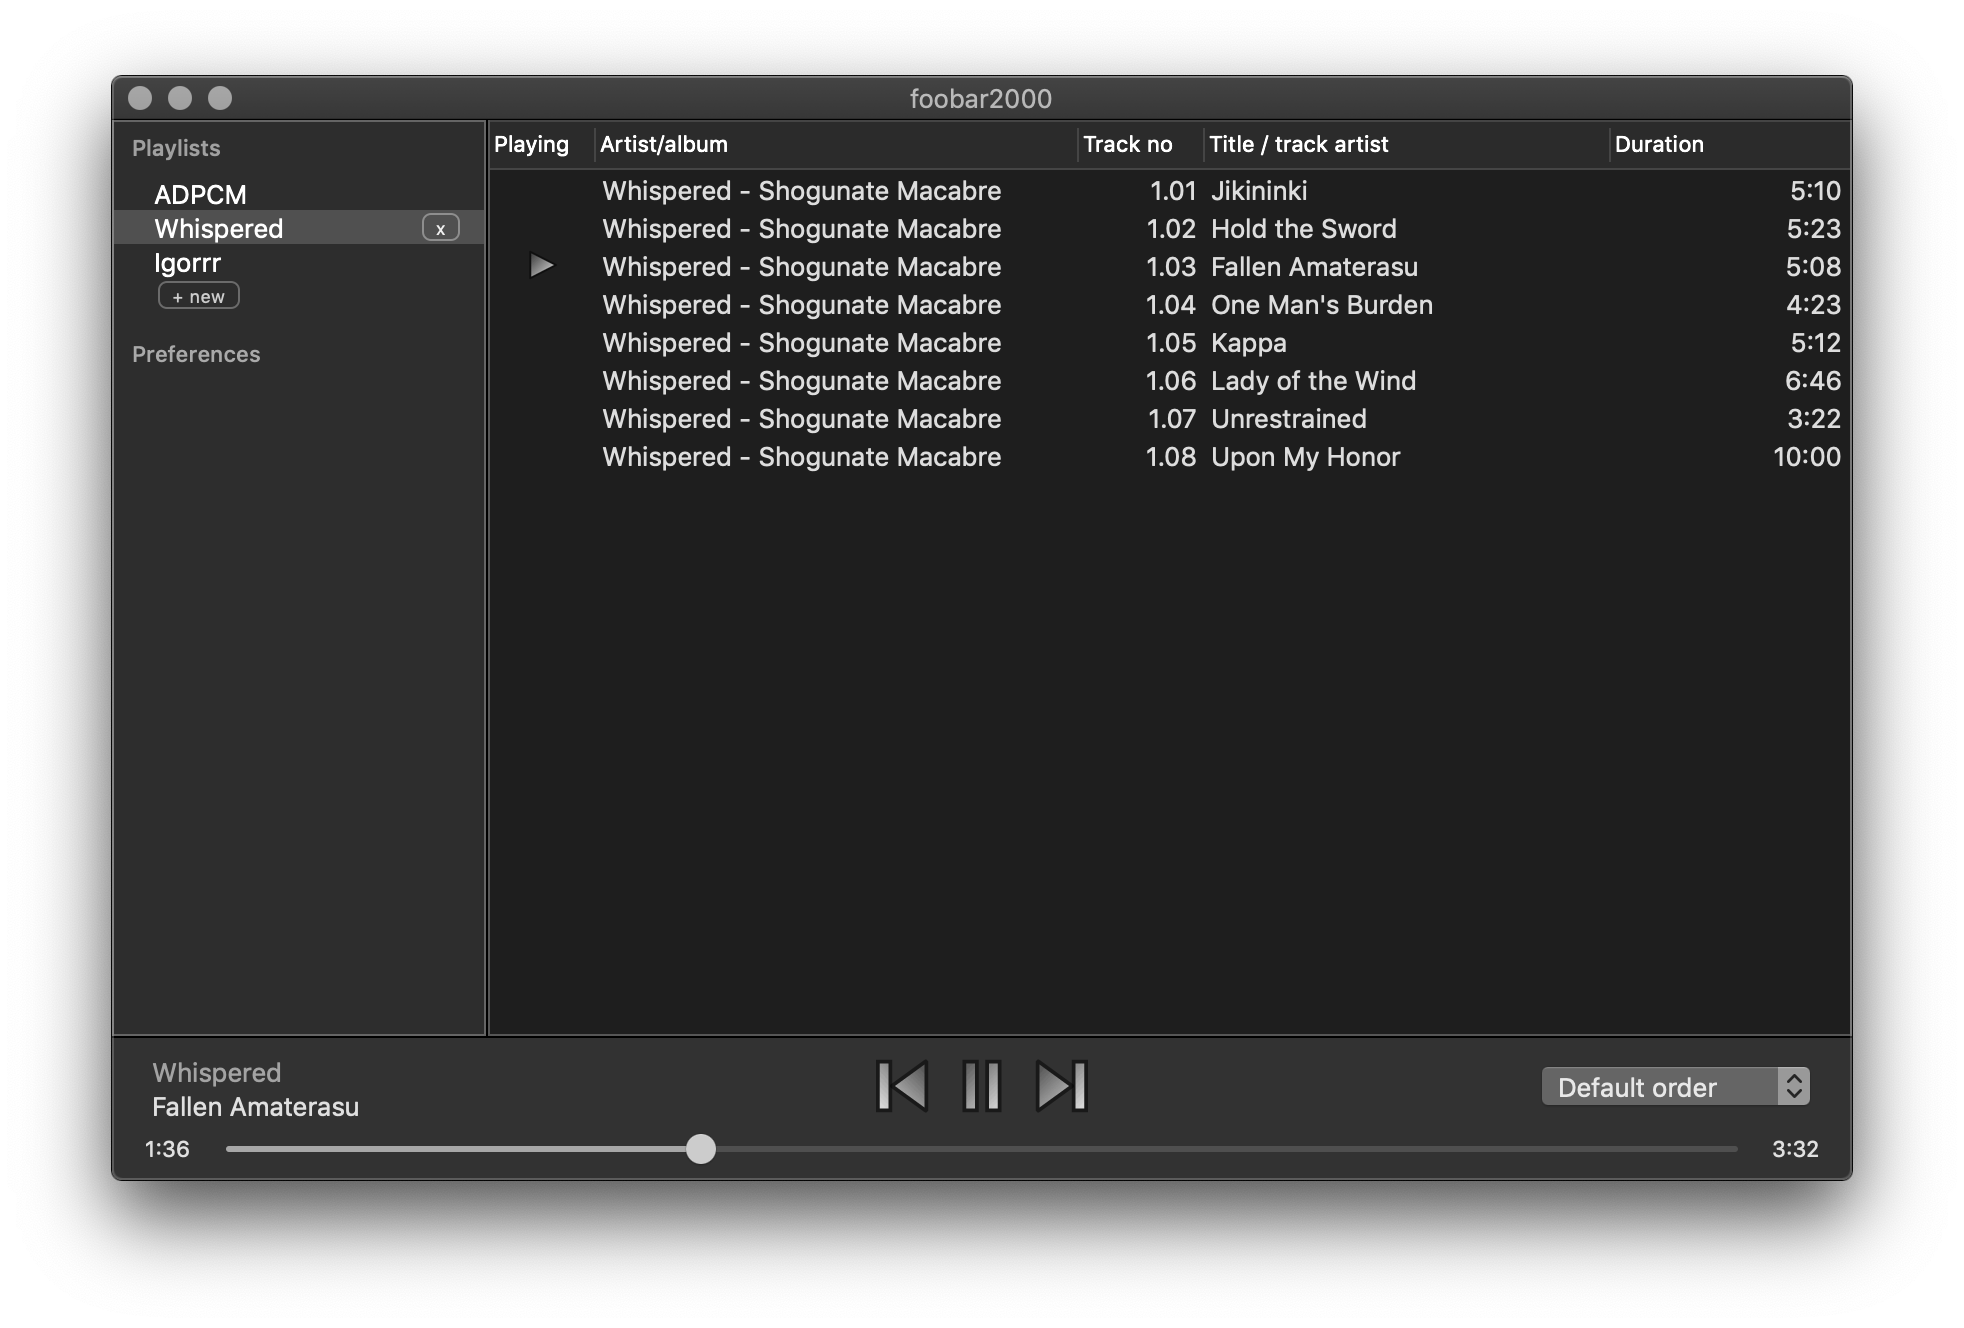 foobar2000
Playlists
ADPCM
Whispered x
Igorrr
+ new
Preferences
Playing Artist/album Track no Title / track artist Duration
Whispered - Shogunate Macabre 1.01 Jikininki 5:10
Whispered - Shogunate Macabre 1.02 Hold the Sword 5:23
Whispered - Shogunate Macabre 1.03 Fallen Amaterasu 5:08
Whispered - Shogunate Macabre 1.04 One Man's Burden 4:23
Whispered - Shogunate Macabre 1.05 Kappa 5:12
Whispered - Shogunate Macabre 1.06 Lady of the Wind 6:46
Whispered - Shogunate Macabre 1.07 Unrestrained 3:22
Whispered - Shogunate Macabre 1.08 Upon My Honor 10:00
Whispered
Fallen Amaterasu
Default order
1:36 3:32